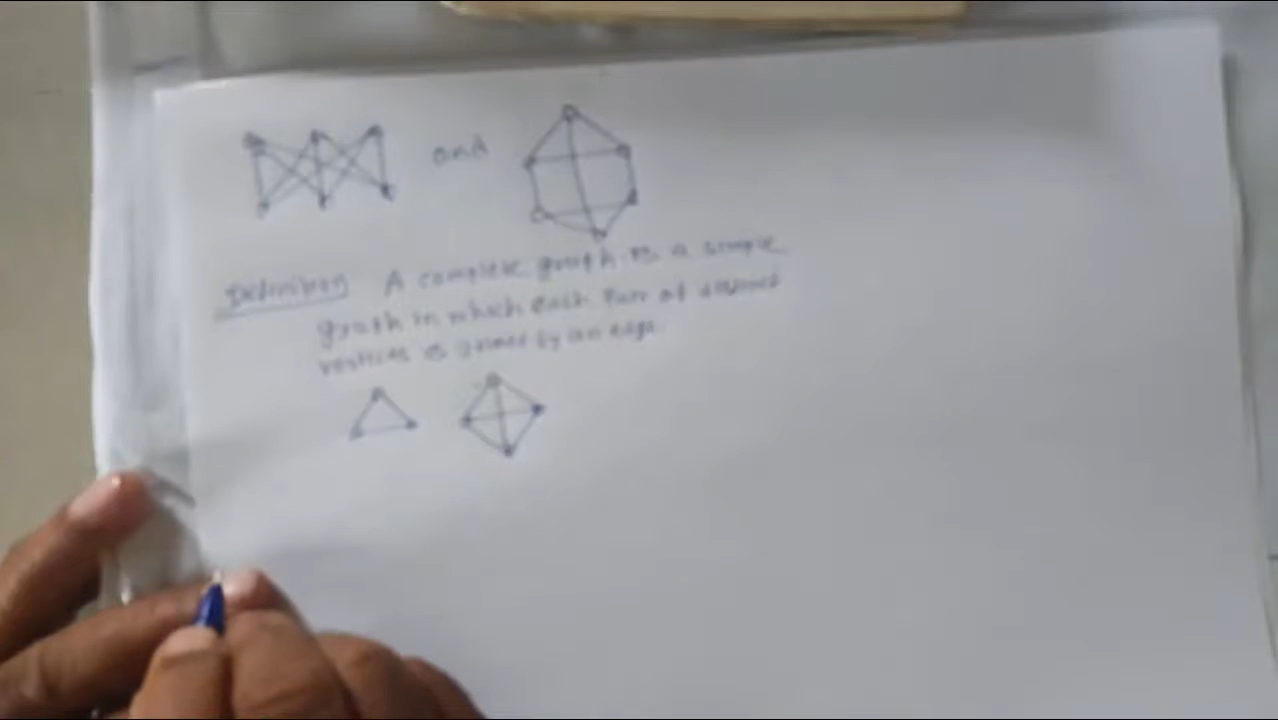 and
Definition A complete graph is a simple
graph in which each Pair of distinct
vertices is joined by an edge.